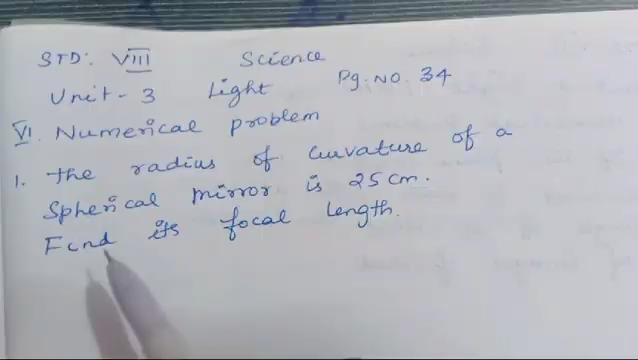 STD: VIII Science
Unit - 3 Light Pg. NO. 34
VI. Numerical problem
1. The radius of curvature of a
Spherical mirror is 25 cm.
Find its focal length.